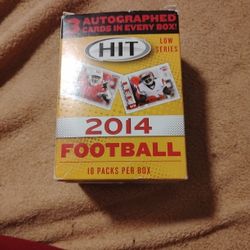 3 AUTOGRAPHED
CARDS IN EVERY BOX!
HIT
LOW
SERIES
2014
FOOTBALL
10 PACKS PER BOX